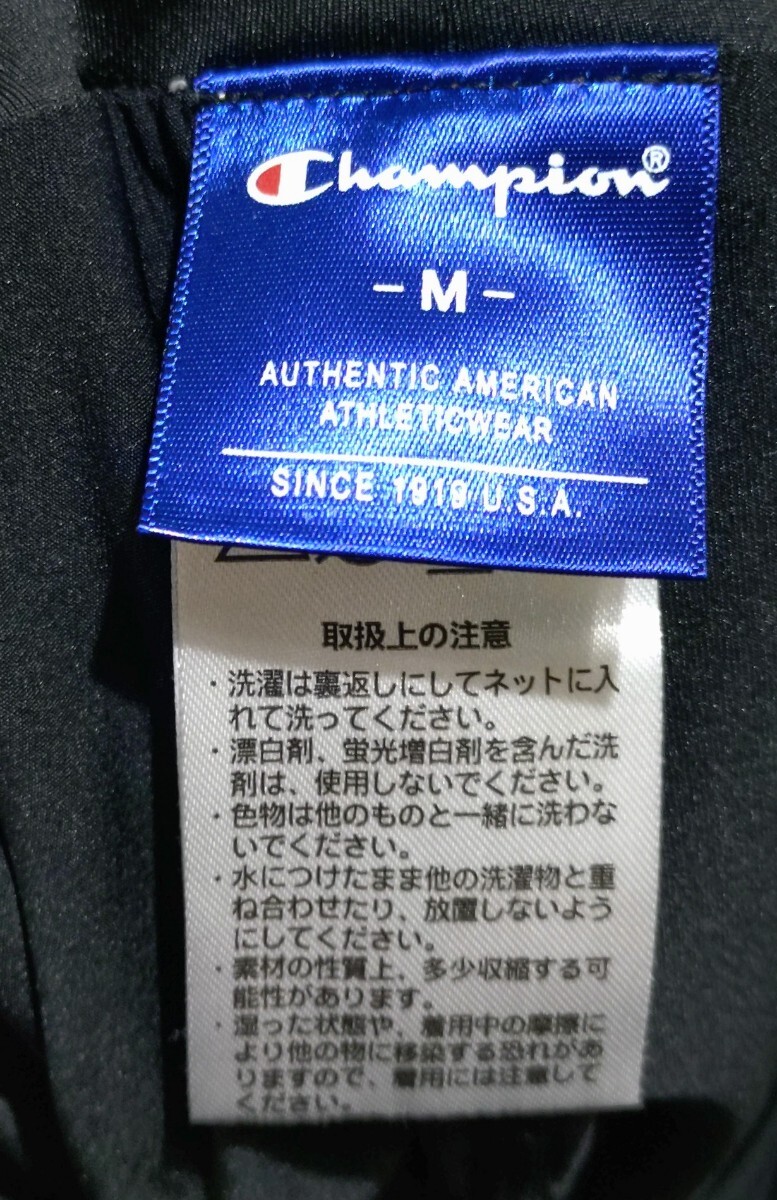 Champion®
-M-
AUTHENTIC AMERICAN
ATHLETICWEAR
SINCE 1919 U.S.A.
取扱上の注意
・洗濯は裏返しにしてネットに入
れて洗ってください。
・漂白剤、蛍光増白剤を含んだ洗
剤は、使用しないでください。
・色物は他のものと一緒に洗わな
いでください。
・水につけたまま他の洗濯物と重
ね合わせたり、放置しないよう
にしてください。
・素材の性質上、多少収縮する可
能性があります。
・湿った状態や、着用中の摩擦に
より他の物に移染する恐れがあ
りますので、着用には注意して
ください。